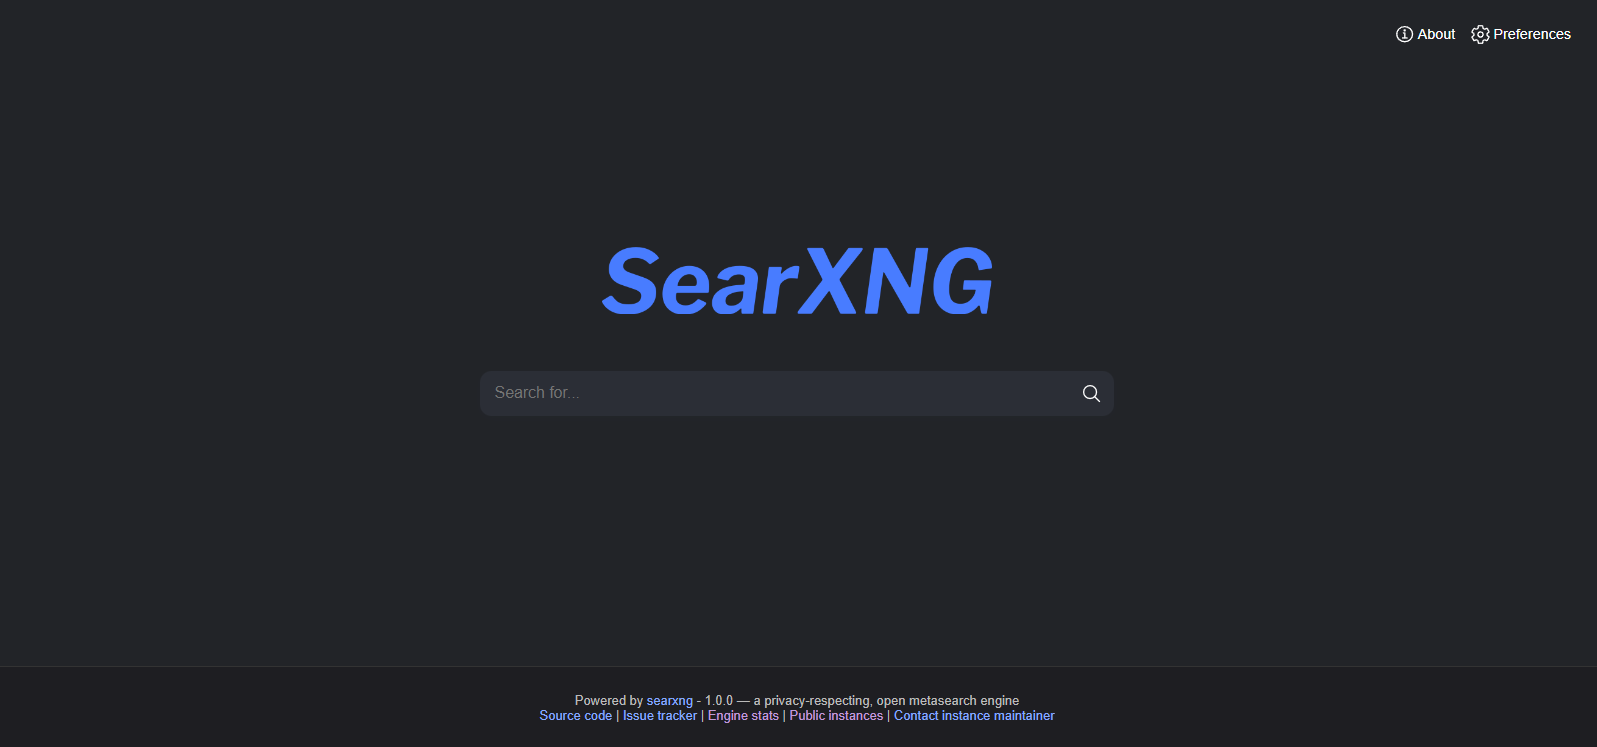 About Preferences
SearXNG
Search for...
Powered by searxng - 1.0.0 — a privacy-respecting, open metasearch engine
Source code | Issue tracker | Engine stats | Public instances | Contact instance maintainer